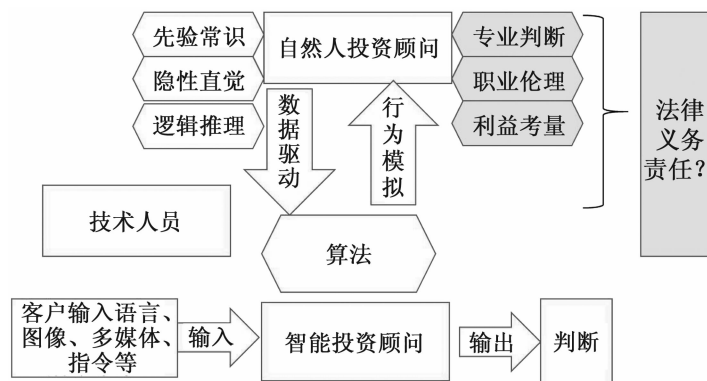 先验常识
隐性直觉
逻辑推理
自然人投资顾问
专业判断
职业伦理
利益考量
数据驱动
行为模拟
法律
义务
责任？
技术人员
算法
客户输入语言、
图像、多媒体、
指令等
输入
智能投资顾问
输出
判断